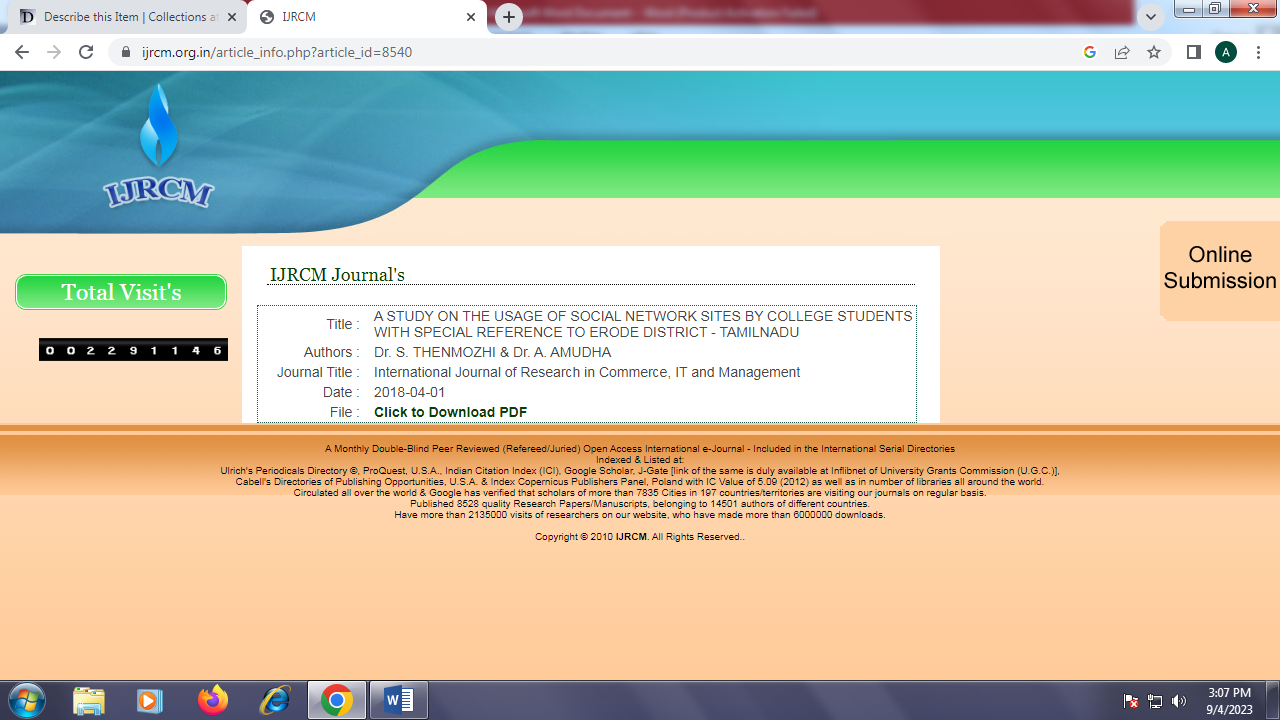 Describe this Item | Collections at
IJRCM
ijrcm.org.in/article_info.php?article_id=8540
A
IJRCM
Online
Submission
IJRCM Journal's
Total Visit's
002291146
Title : A STUDY ON THE USAGE OF SOCIAL NETWORK SITES BY COLLEGE STUDENTS
WITH SPECIAL REFERENCE TO ERODE DISTRICT - TAMILNADU
Authors : Dr. S. THENMOZHI & Dr. A. AMUDHA
Journal Title : International Journal of Research in Commerce, IT and Management
Date : 2018-04-01
File : Click to Download PDF
A Monthly Double-Blind Peer Reviewed (Refereed/Juried) Open Access International e-Journal - Included in the International Serial Directories
Indexed & Listed at:
Ulrich's Periodicals Directory ©, ProQuest, U.S.A., Indian Citation Index (ICI), Google Scholar, J-Gate [link of the same is duly available at Inflibnet of University Grants Commission (U.G.C.)],
Cabell's Directories of Publishing Opportunities, U.S.A. & Index Copernicus Publishers Panel, Poland with IC Value of 5.09 (2012) as well as in number of libraries all around the world.
Circulated all over the world & Google has verified that scholars of more than 7835 Cities in 197 countries/territories are visiting our journals on regular basis.
Published 8528 quality Research Papers/Manuscripts, belonging to 14501 authors of different countries.
Have more than 2135000 visits of researchers on our website, who have made more than 6000000 downloads.
Copyright © 2010 IJRCM. All Rights Reserved..
3:07 PM
9/4/2023